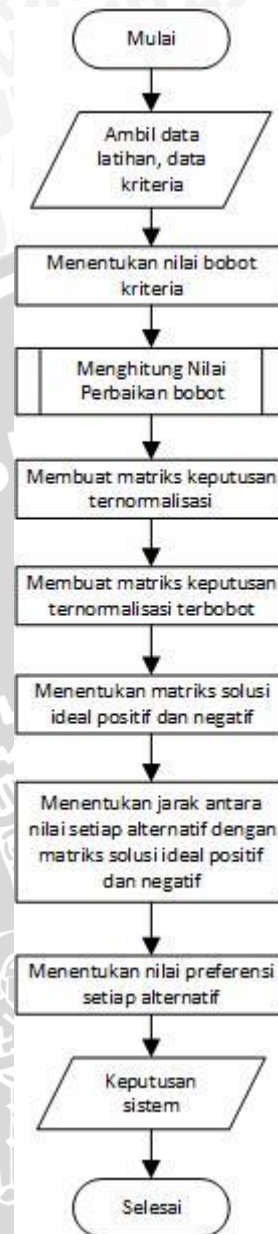 Mulai
Ambil data
latihan, data
kriteria
Menentukan nilai bobot
kriteria
Menghitung Nilai
Perbaikan bobot
Membuat matriks keputusan
ternormalisasi
Membuat matriks keputusan
ternormalisasi terbobot
Menentukan matriks solusi
ideal positif dan negatif
Menentukan jarak antara
nilai setiap alternatif dengan
matriks solusi ideal positif
dan negatif
Menentukan nilai preferensi
setiap alternatif
Keputusan
sistem
Selesai